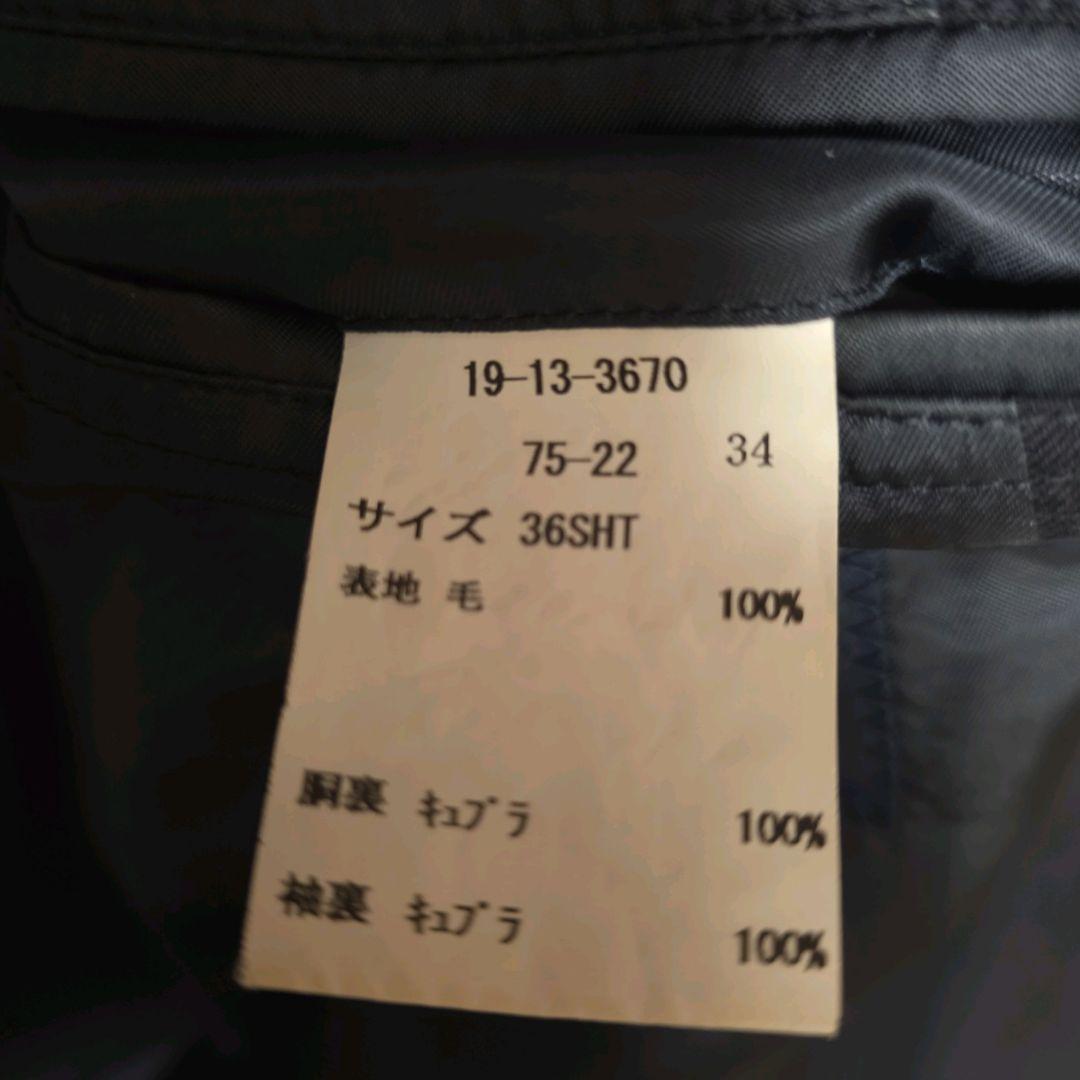 19-13-3670
75-22 34
サイズ 36SHT
表地 毛 100%
胴裏 ｷｭﾌﾟﾗ 100%
袖裏 ｷｭﾌﾟﾗ 100%